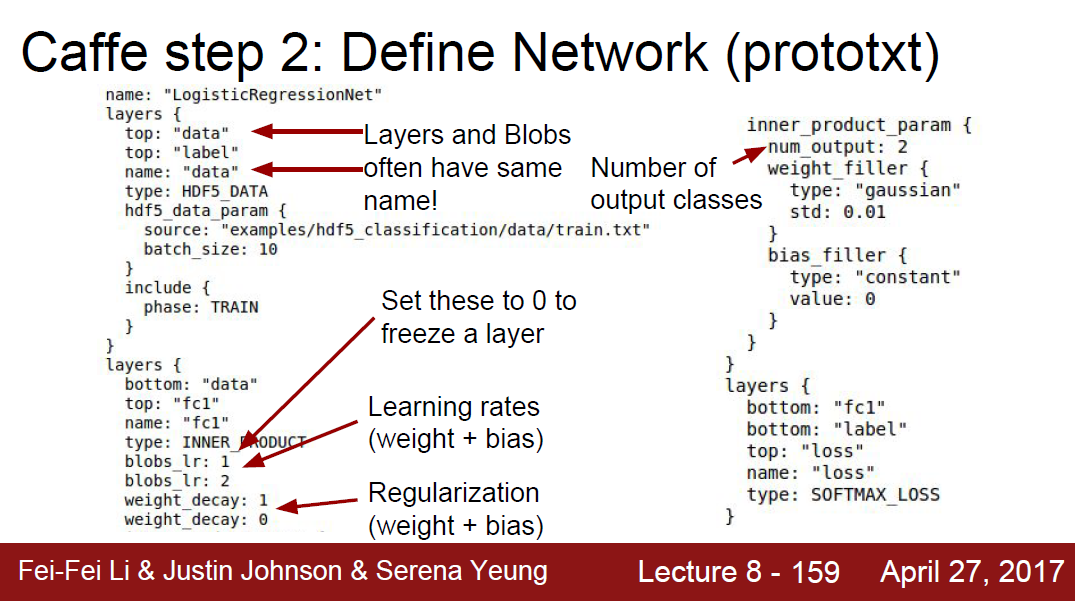 Caffe step 2: Define Network (prototxt)
name: "LogisticRegressionNet"
layers {
top: "data"
top: "label"
name: "data"
type: HDF5_DATA
hdf5_data_param {
source: "examples/hdf5_classification/data/train.txt"
batch_size: 10
}
include {
phase: TRAIN
}
}
layers {
bottom: "data"
top: "fc1"
name: "fc1"
type: INNER_PRODUCT
blobs_lr: 1
blobs_lr: 2
weight_decay: 1
weight_decay: 0
Layers and Blobs
often have same
name!
Set these to 0 to
freeze a layer
Learning rates
(weight + bias)
Regularization
(weight + bias)
Number of
output classes
inner_product_param {
num_output: 2
weight_filler {
type: "gaussian"
std: 0.01
}
bias_filler {
type: "constant"
value: 0
}
}
}
layers {
bottom: "fc1"
bottom: "label"
top: "loss"
name: "loss"
type: SOFTMAX_LOSS
}
Fei-Fei Li & Justin Johnson & Serena Yeung
Lecture 8 - 159
April 27, 2017